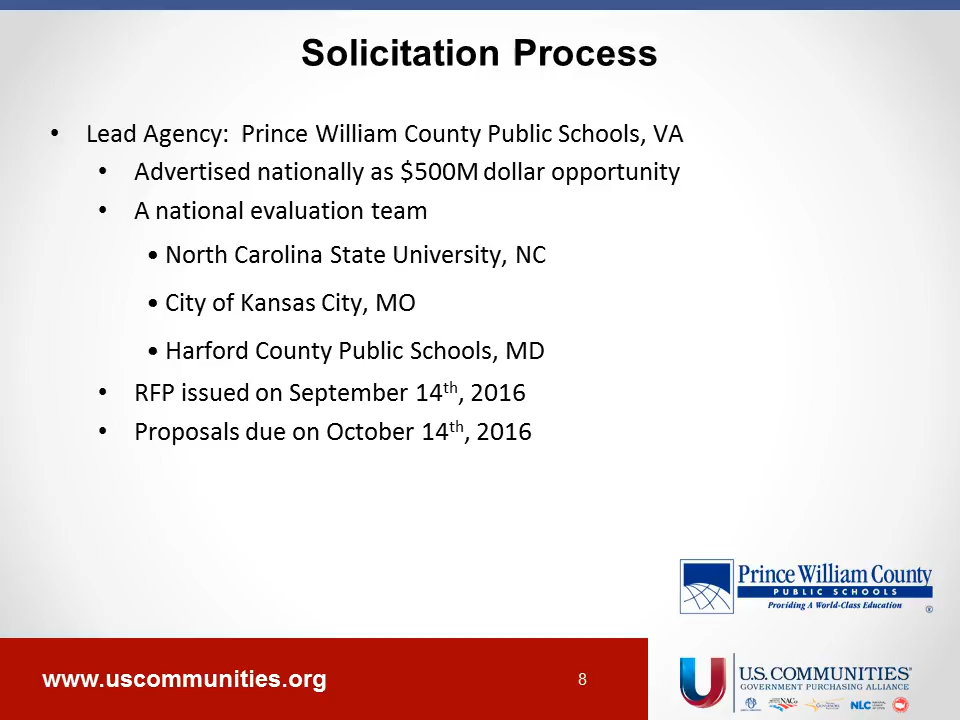 Solicitation Process
• Lead Agency:  Prince William County Public Schools, VA
• Advertised nationally as $500M dollar opportunity
• A national evaluation team
• North Carolina State University, NC
• City of Kansas City, MO
• Harford County Public Schools, MD
• RFP issued on September 14th, 2016
• Proposals due on October 14th, 2016
Prince William County
PUBLIC SCHOOLS
Providing A World-Class Education ®
www.uscommunities.org
8
U.S. COMMUNITIES®
GOVERNMENT PURCHASING ALLIANCE
NACo
NLC